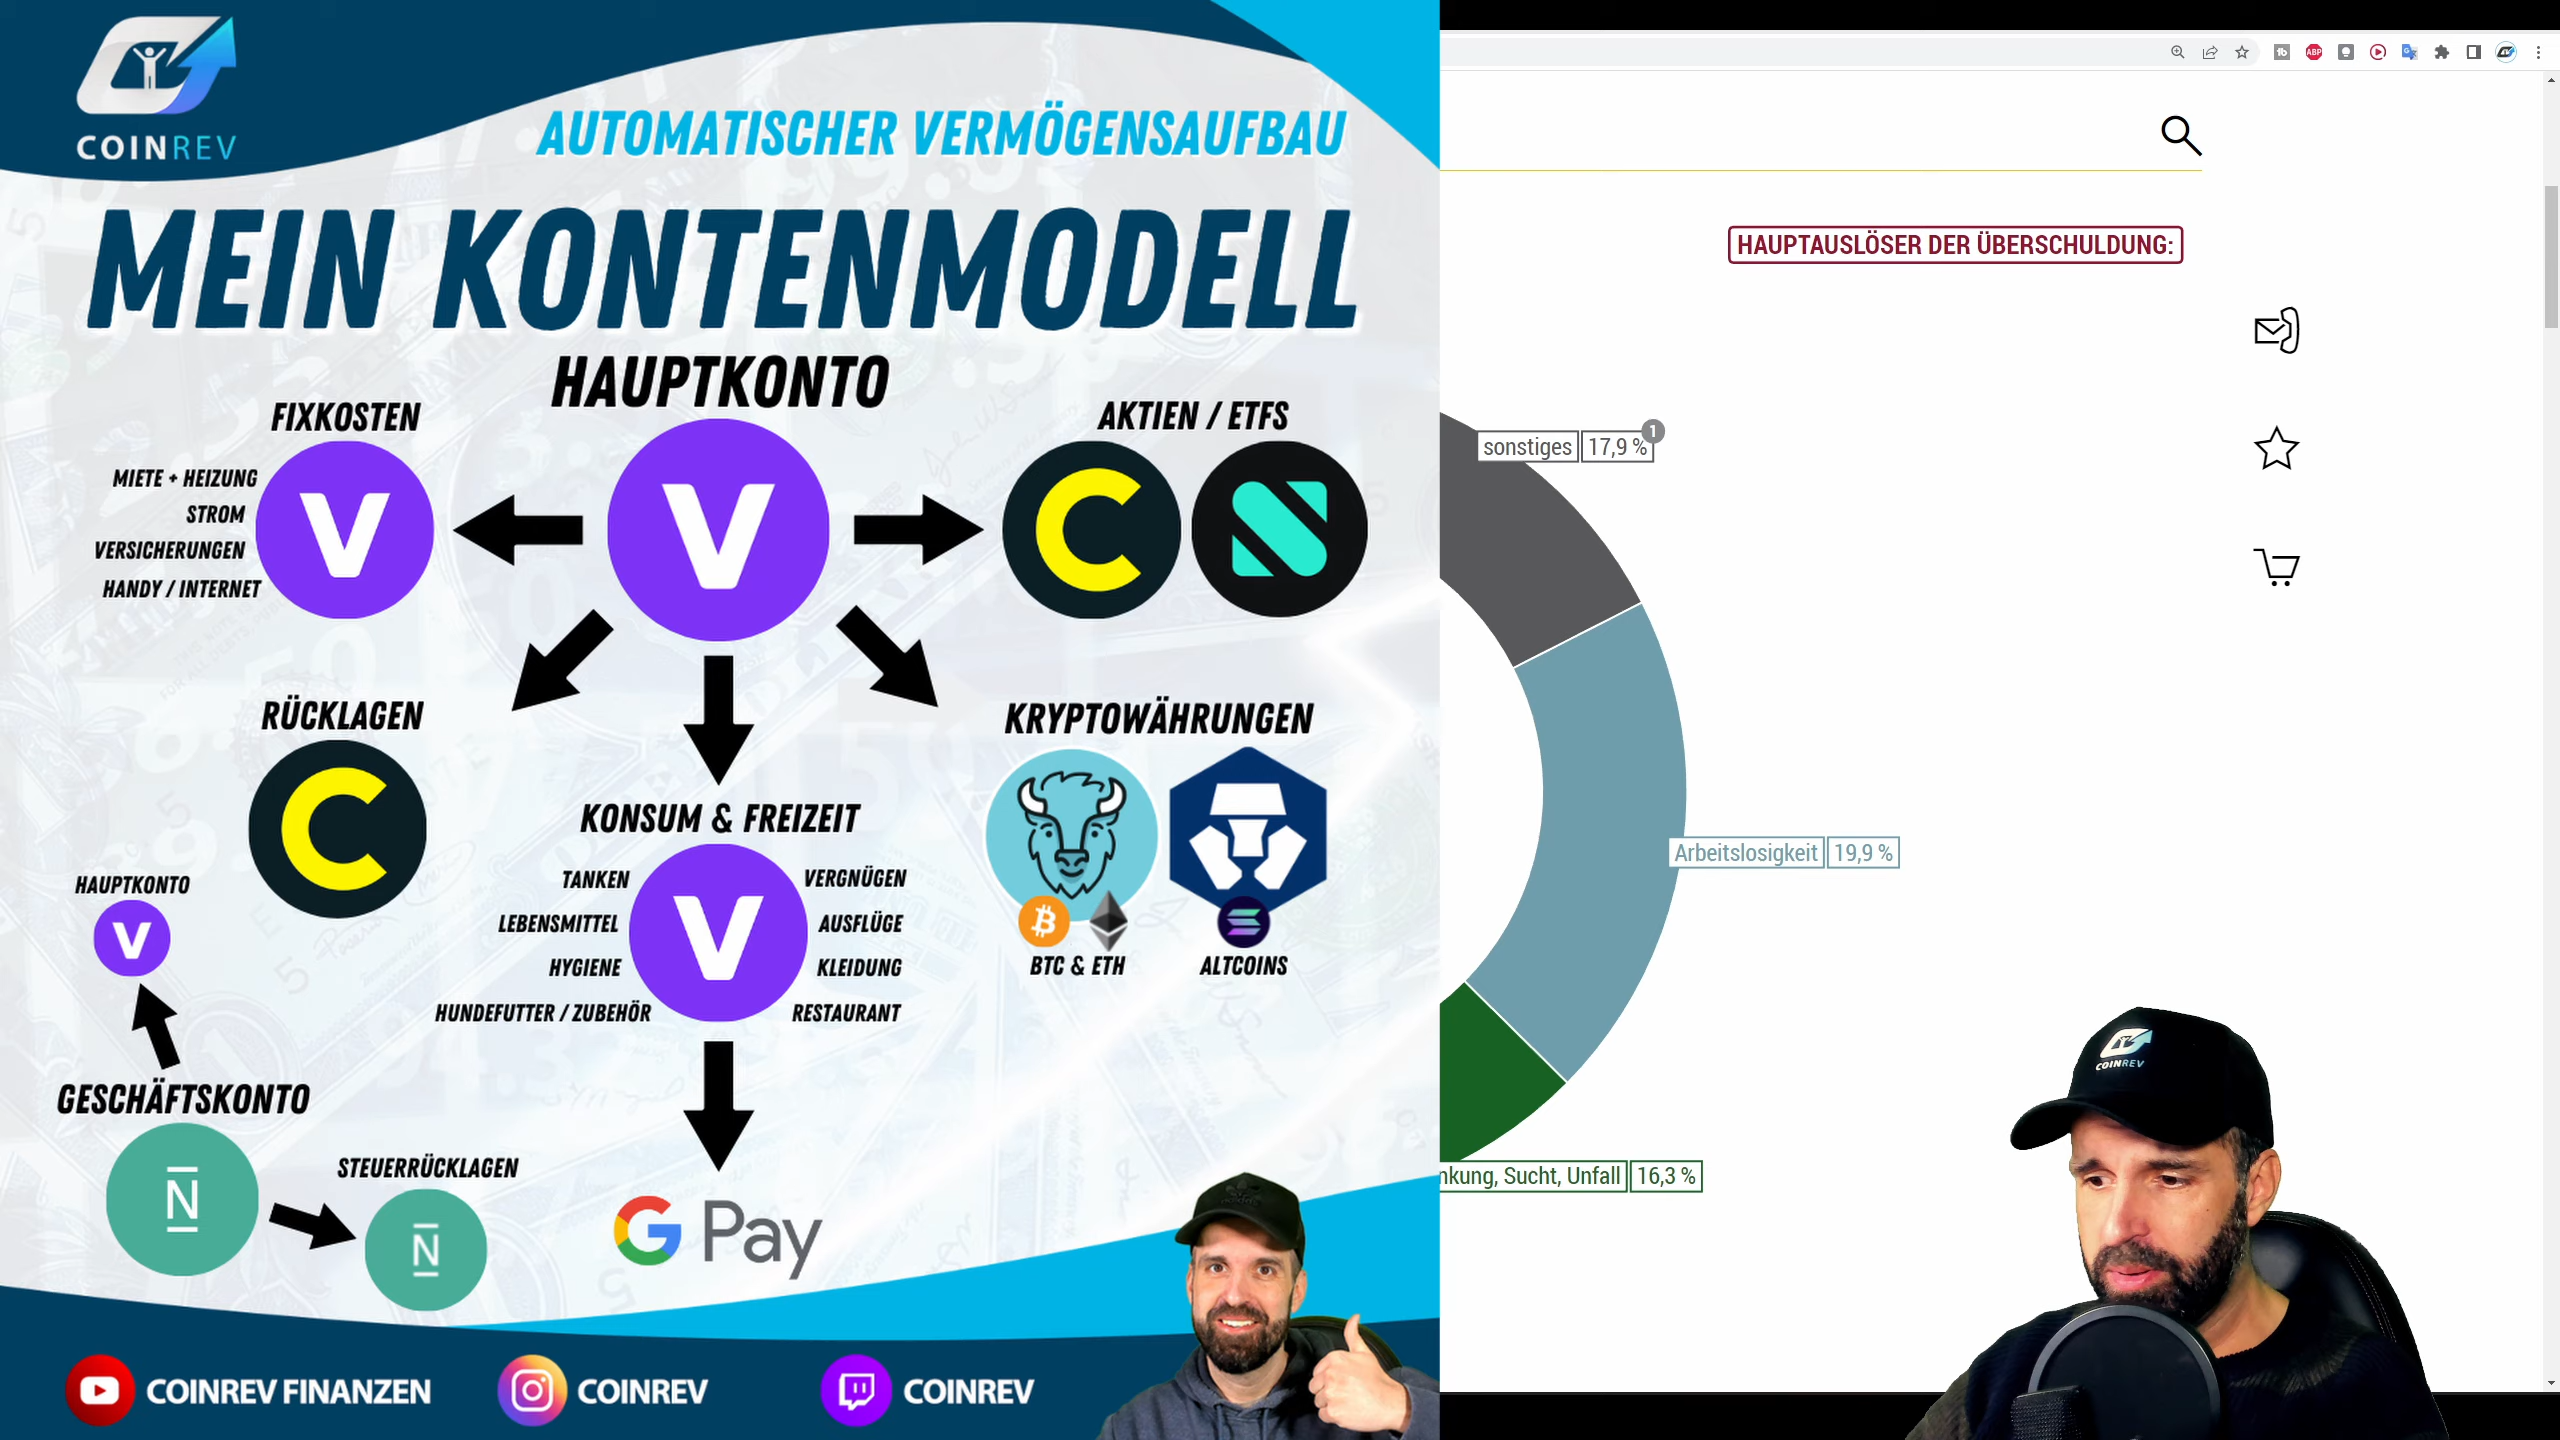 COINREV
AUTOMATISCHER VERMÖGENSAUFBAU
MEIN KONTENMODELL
HAUPTKONTO
FIXKOSTEN
AKTIEN / ETFS
MIETE + HEIZUNG
STROM
VERSICHERUNGEN
HANDY / INTERNET
V
V
C
RÜCKLAGEN
C
KRYPTOWÄHRUNGEN
BTC & ETH
ALTCOINS
KONSUM & FREIZEIT
TANKEN
LEBENSMITTEL
HYGIENE
HUNDEFUTTER / ZUBEHÖR
V
VERGNÜGEN
AUSFLÜGE
KLEIDUNG
RESTAURANT
HAUPTKONTO
V
GESCHÄFTSKONTO
N
STEUERRÜCKLAGEN
N
G Pay
COINREV FINANZEN
COINREV
COINREV
ABP
HAUPTAUSLÖSER DER ÜBERSCHULDUNG:
sonstiges 17,9 % 1
Arbeitslosigkeit 19,9 %
nkung, Sucht, Unfall 16,3 %
COINREV